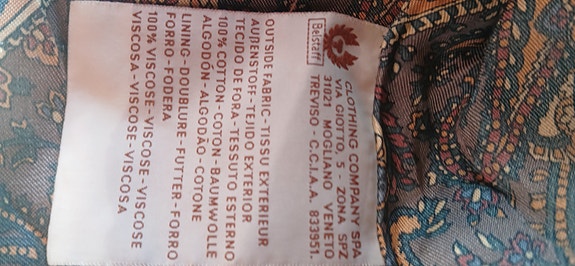 Belstaff
CLOTHING COMPANY SPA
VIA GIOTTO, 5 - ZONA SPZ
31021 MOGLIANO VENETO
TREVISO - C.C.I.A.A. 833951.
OUTSIDE FABRIC-TISSU EXTERIEUR
AUßENSTOFF-TEJIDO EXTERIOR
TECIDO DE FORA-TESSUTO ESTERNO
100% COTTON-COTON-BAUMWOLLE
ALGODON-ALGODÃO-COTONE
LINING-DOUBLURE-FUTTER-FORRO
FORRO-FODERA
100% VISCOSE-VISCOSE-VISCOSE
VISCOSA-VISCOSE-VISCOSA